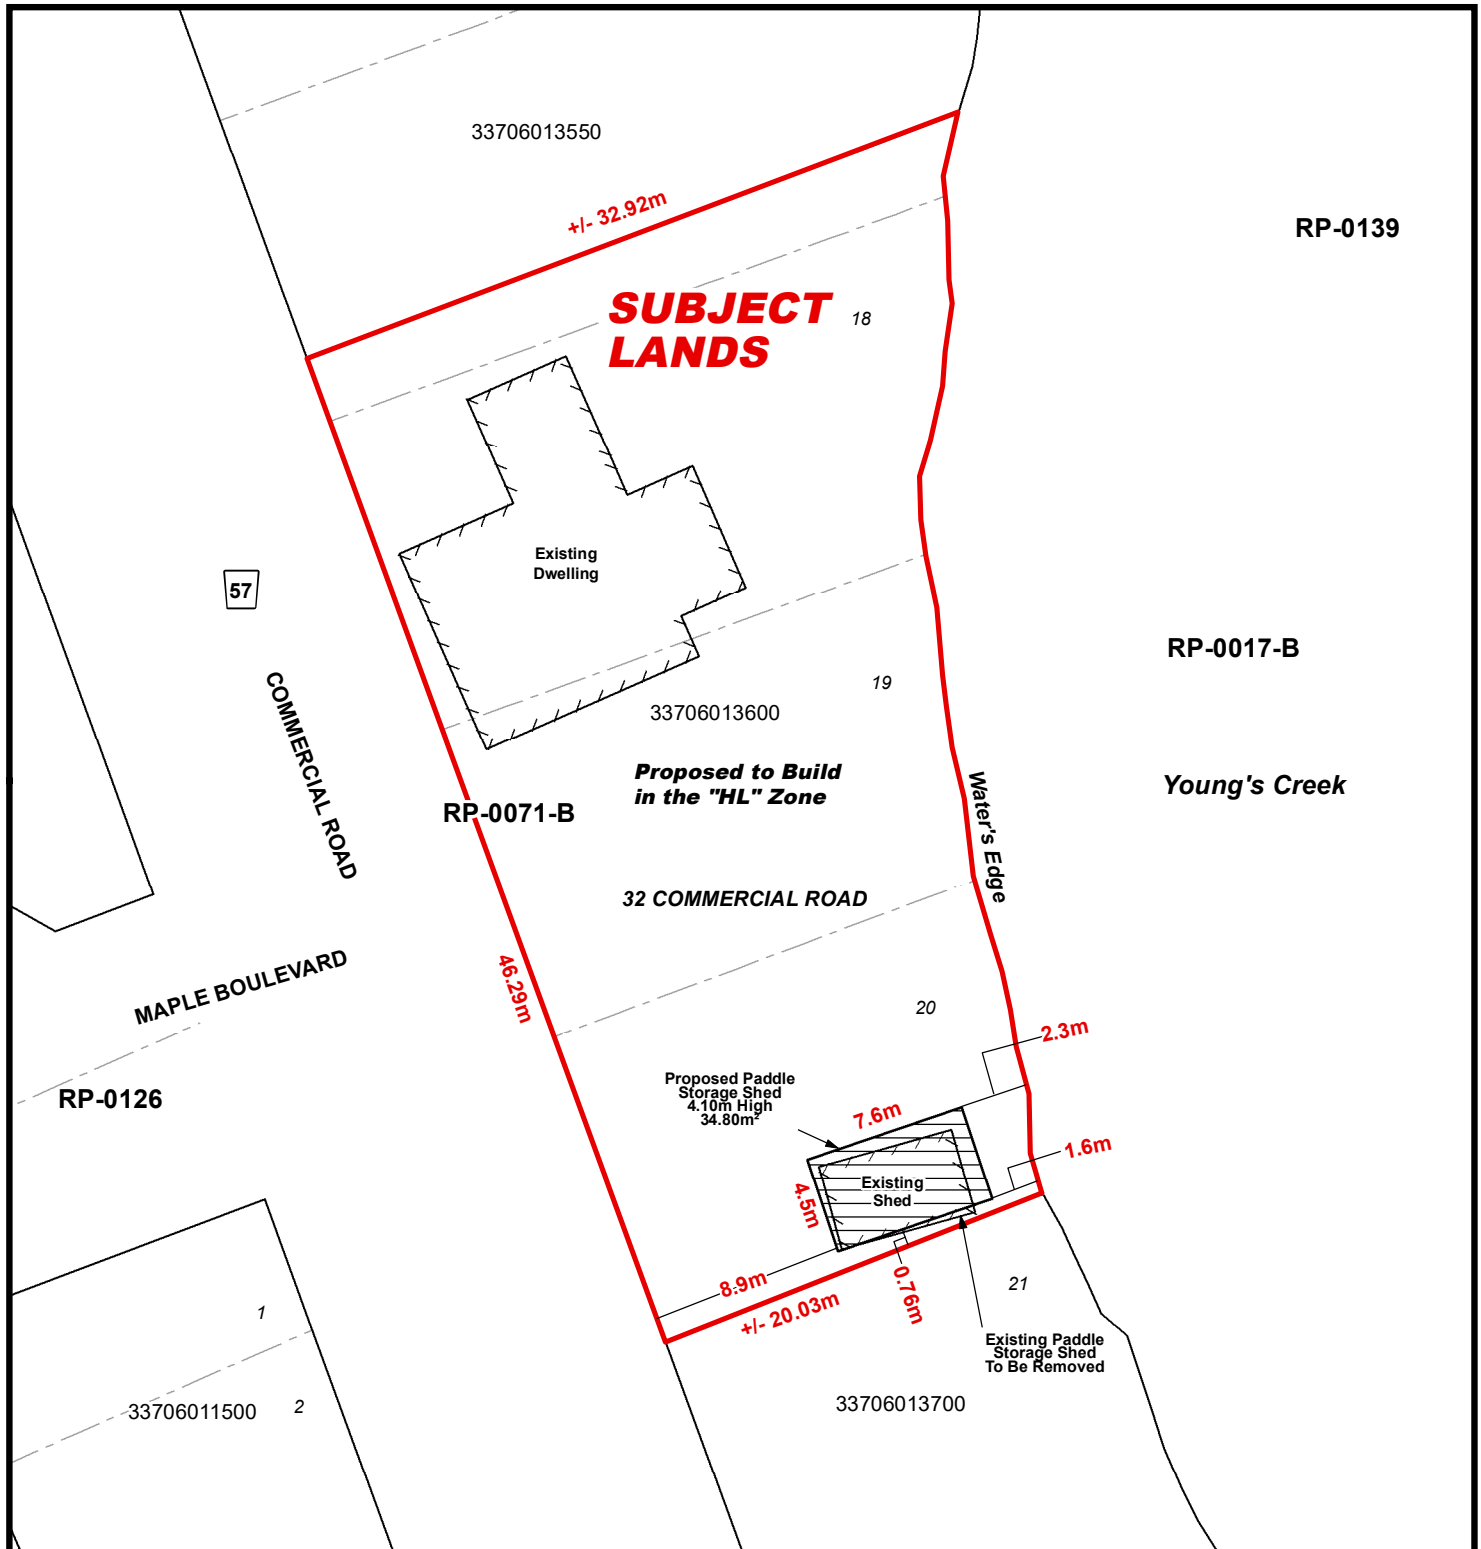 33706013550
+/- 32.92m
RP-0139
SUBJECT
LANDS
18
Existing
Dwelling
57
COMMERCIAL ROAD
RP-0017-B
19
33706013600
Proposed to Build
in the "HL" Zone
Young's Creek
Water's Edge
RP-0071-B
32 COMMERCIAL ROAD
46.29m
MAPLE BOULEVARD
20
2.3m
RP-0126
Proposed Paddle
Storage Shed
4.10m High
34.80m²
7.6m
1.6m
Existing
Shed
4.5m
8.9m
0.76m
+/- 20.03m
21
1
Existing Paddle
Storage Shed
To Be Removed
33706011500
2
33706013700